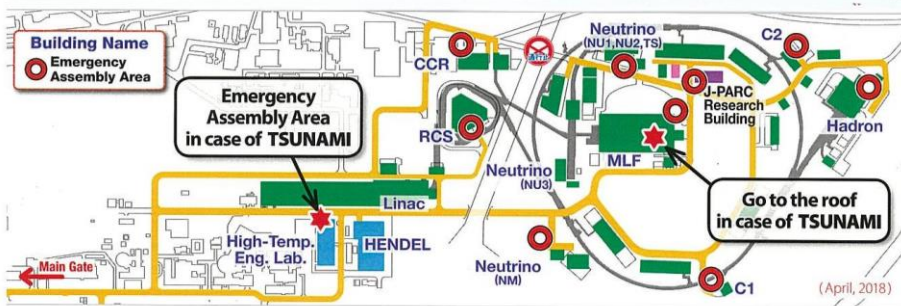 Building Name
Emergency
Assembly Area
Emergency
Assembly Area
in case of TSUNAMI
CCR
RCS
Neutrino
(NU1,NU2,TS)
C2
J-PARC
Research
Building
Hadron
MLF
Neutrino
(NU3)
Go to the roof
in case of TSUNAMI
Linac
High-Temp.
Eng. Lab.
HENDEL
Main Gate
Neutrino
(NM)
C1
(April, 2018)